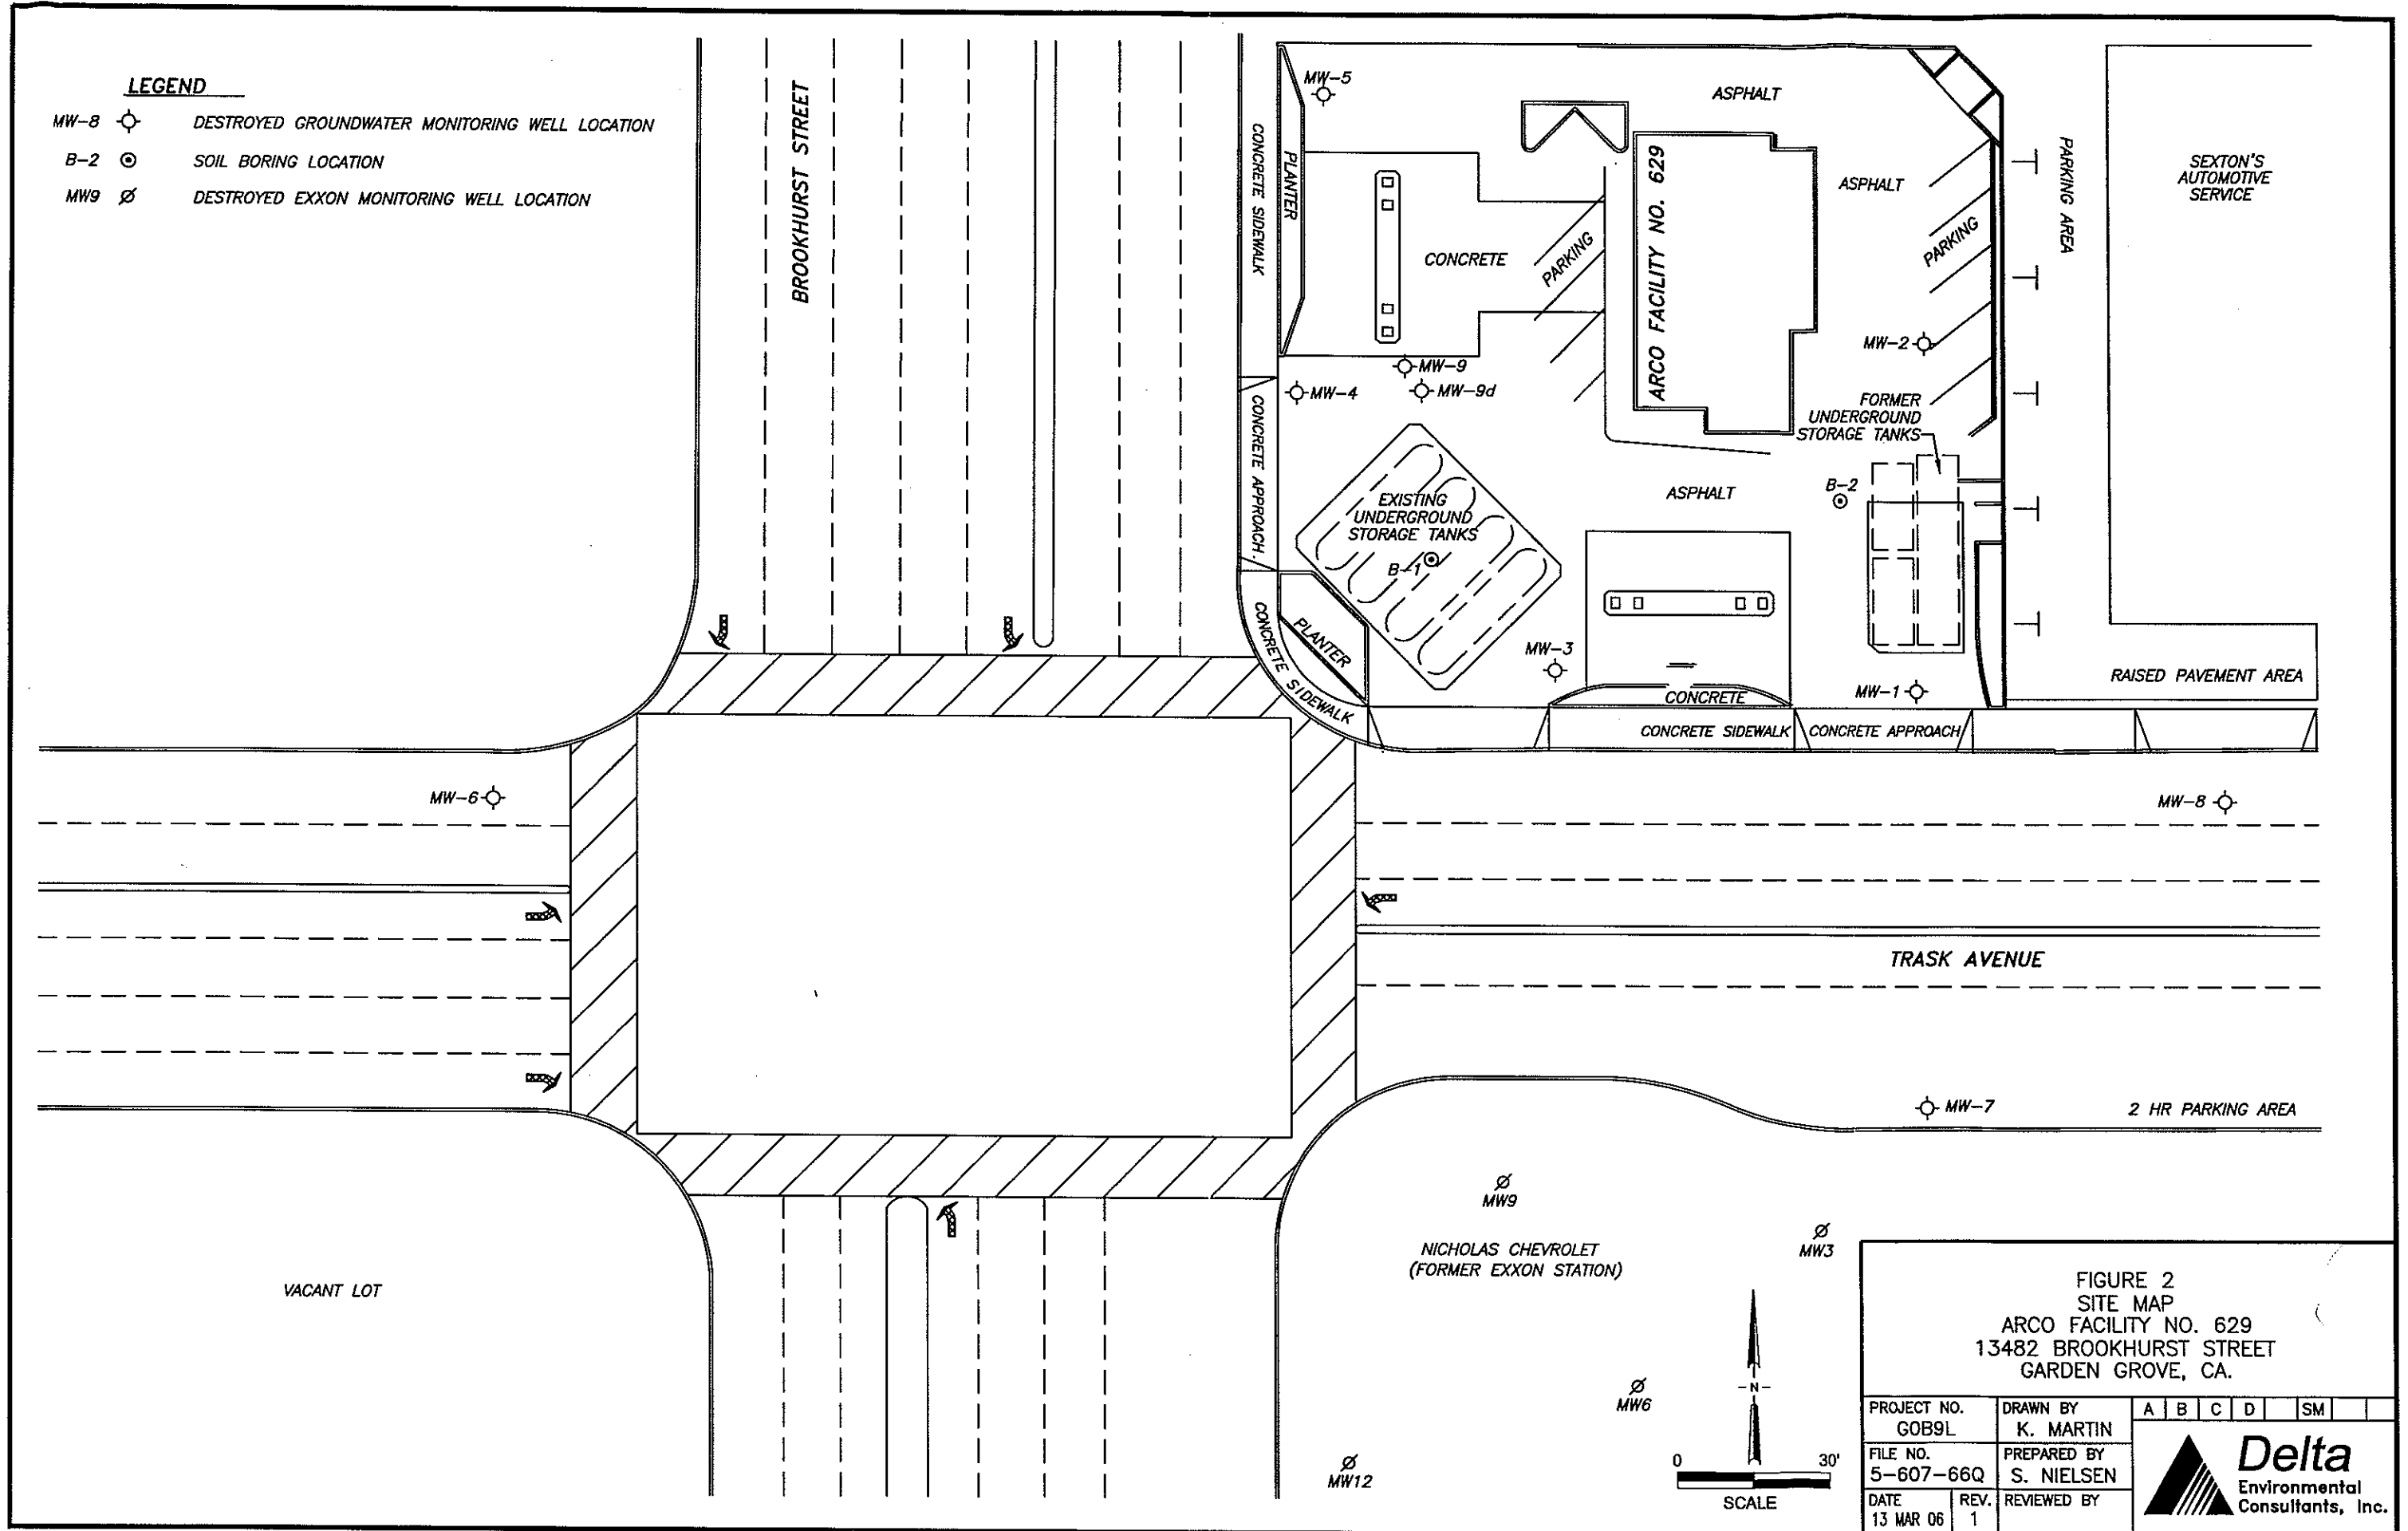 LEGEND
MW-8 DESTROYED GROUNDWATER MONITORING WELL LOCATION
B-2 SOIL BORING LOCATION
MW9 DESTROYED EXXON MONITORING WELL LOCATION
BROOKHURST STREET
CONCRETE SIDEWALK
PLANTER
MW-5
ASPHALT
CONCRETE
PARKING
ARCO FACILITY NO. 629
ASPHALT
PARKING
PARKING AREA
SEXTON'S
AUTOMOTIVE
SERVICE
MW-2
MW-9
MW-4
MW-9d
FORMER
UNDERGROUND
STORAGE TANKS
CONCRETE APPROACH
EXISTING
UNDERGROUND
STORAGE TANKS
B-1
ASPHALT
B-2
CONCRETE SIDEWALK
PLANTER
MW-3
CONCRETE
MW-1
RAISED PAVEMENT AREA
CONCRETE SIDEWALK
CONCRETE APPROACH
MW-6
MW-8
TRASK AVENUE
MW-7
2 HR PARKING AREA
MW9
NICHOLAS CHEVROLET
(FORMER EXXON STATION)
MW3
VACANT LOT
MW6
MW12
-N-
0 30'
SCALE
FIGURE 2
SITE MAP
ARCO FACILITY NO. 629
13482 BROOKHURST STREET
GARDEN GROVE, CA.
PROJECT NO.
G0B9L
DRAWN BY
K. MARTIN
A B C D SM
FILE NO.
5-607-66Q
PREPARED BY
S. NIELSEN
DATE
13 MAR 06
REV.
1
REVIEWED BY
Delta
Environmental
Consultants, Inc.